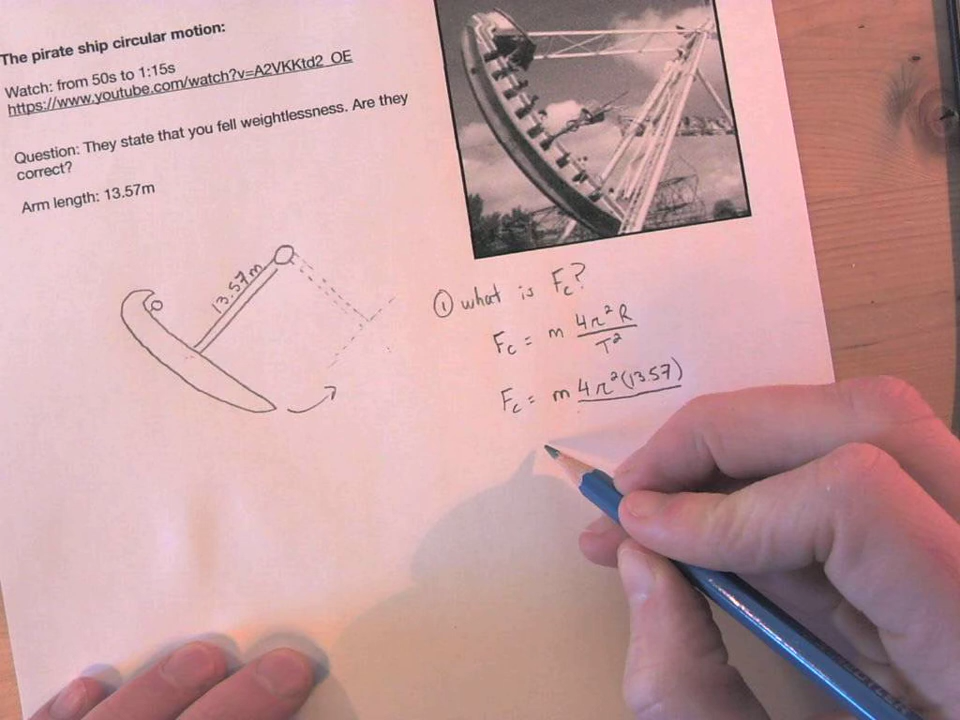 The pirate ship circular motion:
Watch: from 50s to 1:15s
https://www.youtube.com/watch?v=A2VKKtd2_OE
Question: They state that you fell weightlessness. Are they
correct?
Arm length: 13.57m
13.57m
① what is Fc?
Fc = m 4π²R / T²
Fc = m 4π²(13.57)